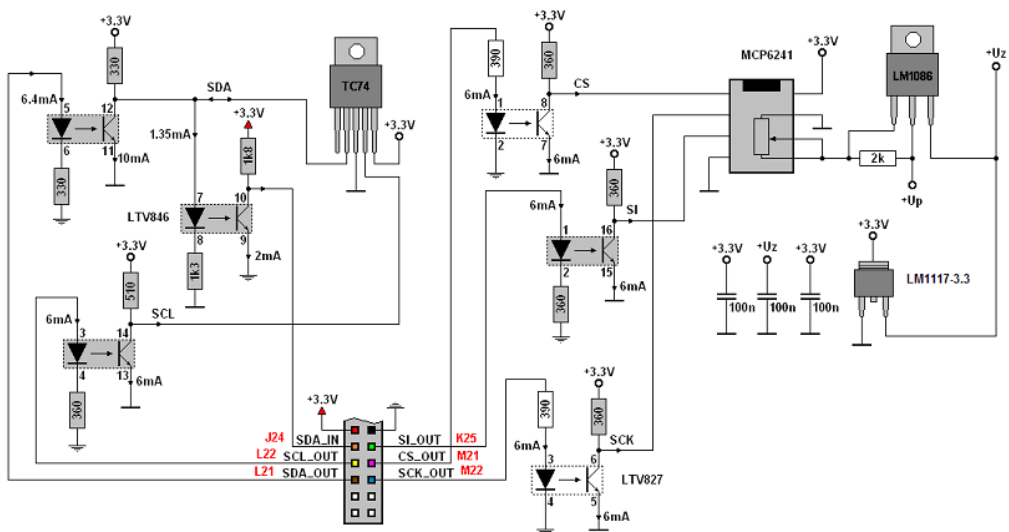 +3.3V
330
6.4mA
5
12
6
11
10mA
330
SDA
1.35mA
+3.3V
1k8
7
10
LTV846
8
9
2mA
1k3
TC74
+3.3V
+3.3V
510
SCL
6mA
3
14
4
13
6mA
360
390
6mA
1
8
2
7
6mA
+3.3V
360
CS
MCP6241
+3.3V
LM1086
+Uz
2k
+Up
360
SI
6mA
1
16
2
15
6mA
360
+3.3V
100n
+Uz
100n
+3.3V
100n
+3.3V
LM1117-3.3
+3.3V
J24 SDA_IN SI_OUT K25
L22 SCL_OUT CS_OUT M21
L21 SDA_OUT SCK_OUT M22
390
6mA
3
6
4
5
6mA
+3.3V
360
SCK
LTV827